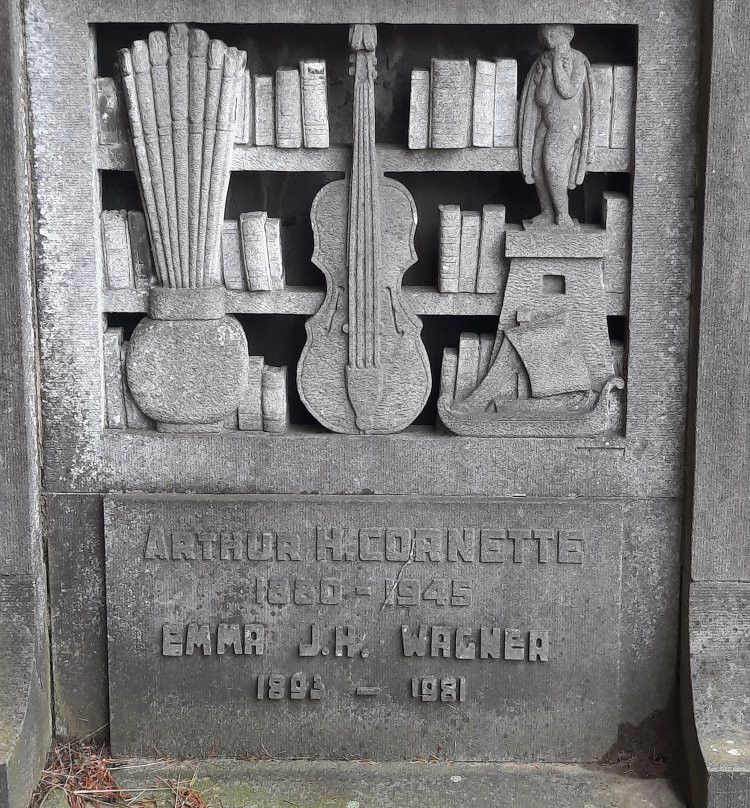 ARTHUR H. CORNETTE
1880 - 1945
EMMA J.H. WAGNER
1893 - 1981